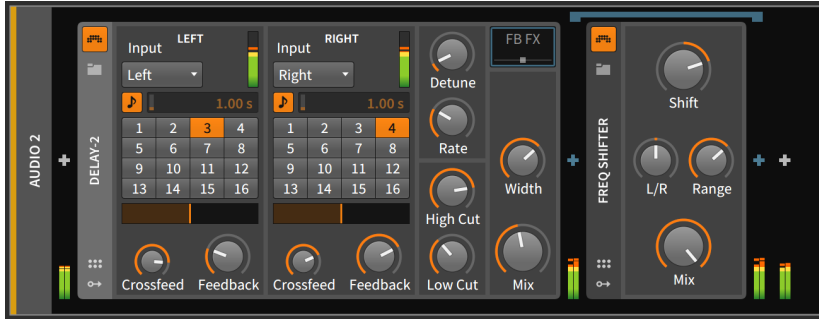 AUDIO 2
DELAY-2
LEFT
Input
Left
1.00 s
1 2 3 4
5 6 7 8
9 10 11 12
13 14 15 16
Crossfeed Feedback
RIGHT
Input
Right
1.00 s
1 2 3 4
5 6 7 8
9 10 11 12
13 14 15 16
Crossfeed Feedback
Detune
Rate
High Cut
Low Cut
FB FX
Width
Mix
FREQ SHIFTER
Shift
L/R Range
Mix